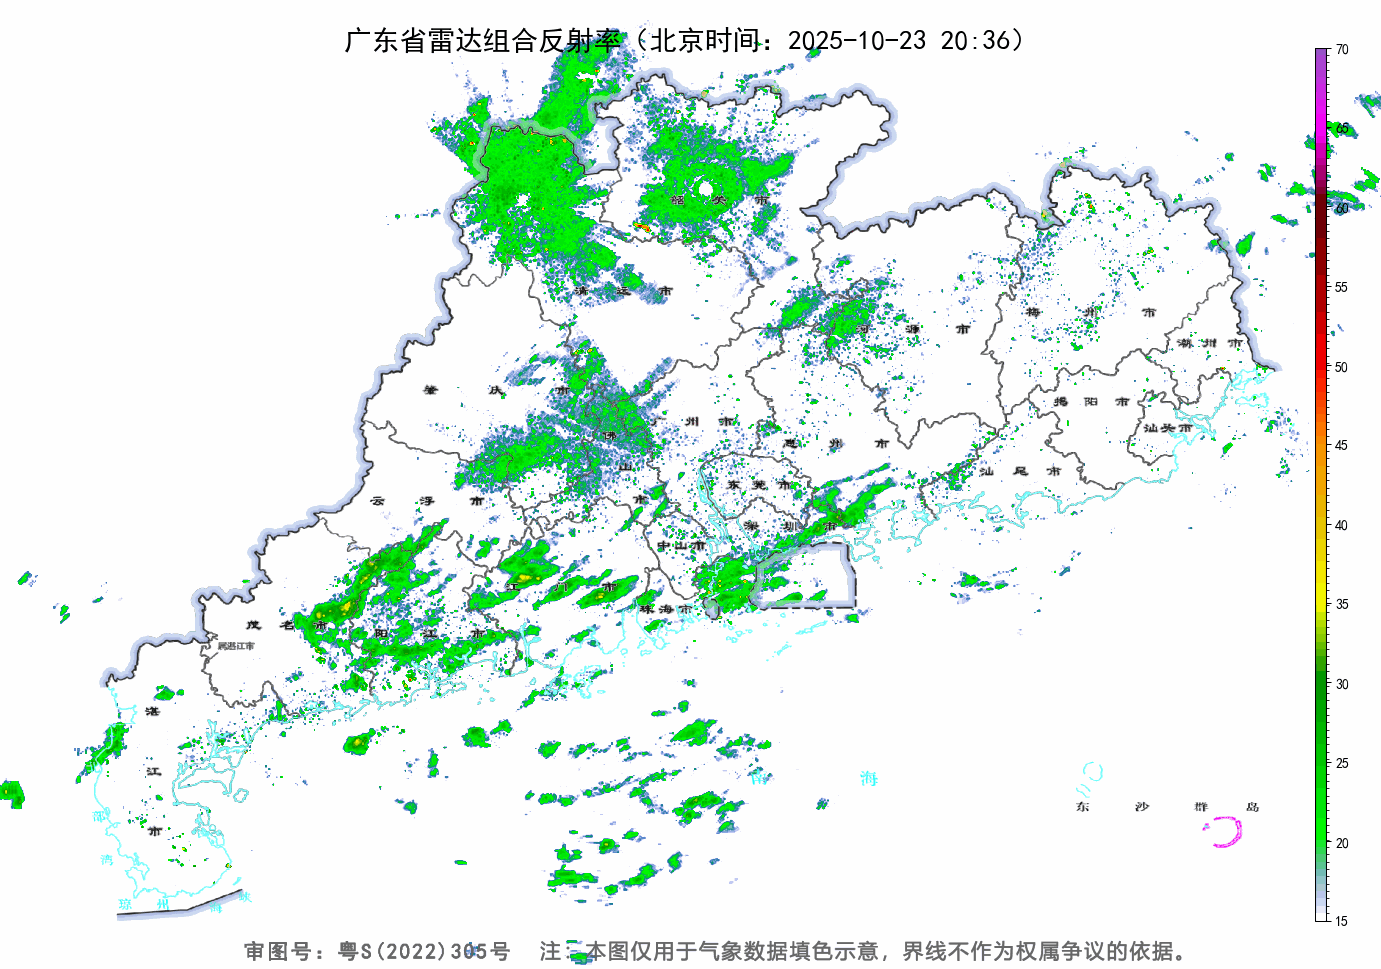 广东省雷达组合反射率（北京时间：2025-10-23 20:36）
70
65
60
55
50
45
40
35
30
25
20
15
韶 关 市
清 远 市
河 源 市
梅 州 市
潮 州 市
肇 庆 市
广 州 市
佛 山 市
惠 州 市
揭 阳 市
汕头市
汕 尾 市
东 莞 市
云 浮 市
深 圳 市
中山市
江 门 市
珠海市
茂 名 市
阳 江 市
属湛江市
湛 江 市
南 海
东 沙 群 岛
琼 州 海 峡
审图号：粤S(2022)305号 注：本图仅用于气象数据填色示意，界线不作为权属争议的依据。